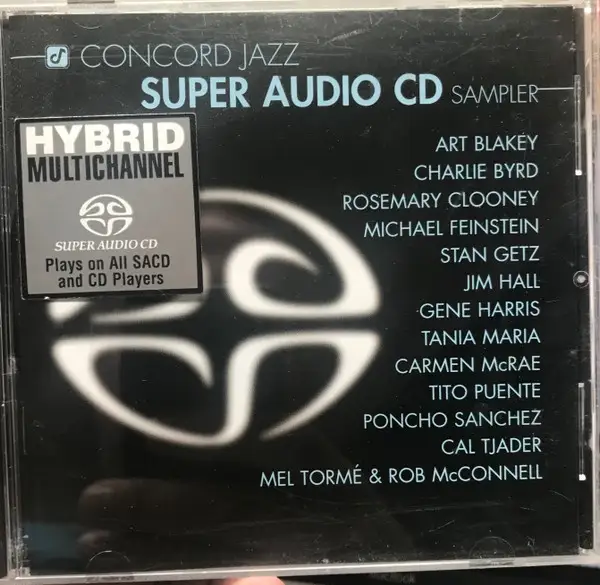 CONCORD JAZZ
SUPER AUDIO CD SAMPLER
HYBRID
MULTICHANNEL
SUPER AUDIO CD
Plays on All SACD
and CD Players
ART BLAKEY
CHARLIE BYRD
ROSEMARY CLOONEY
MICHAEL FEINSTEIN
STAN GETZ
JIM HALL
GENE HARRIS
TANIA MARIA
CARMEN McRAE
TITO PUENTE
PONCHO SANCHEZ
CAL TJADER
MEL TORMÉ & ROB McCONNELL